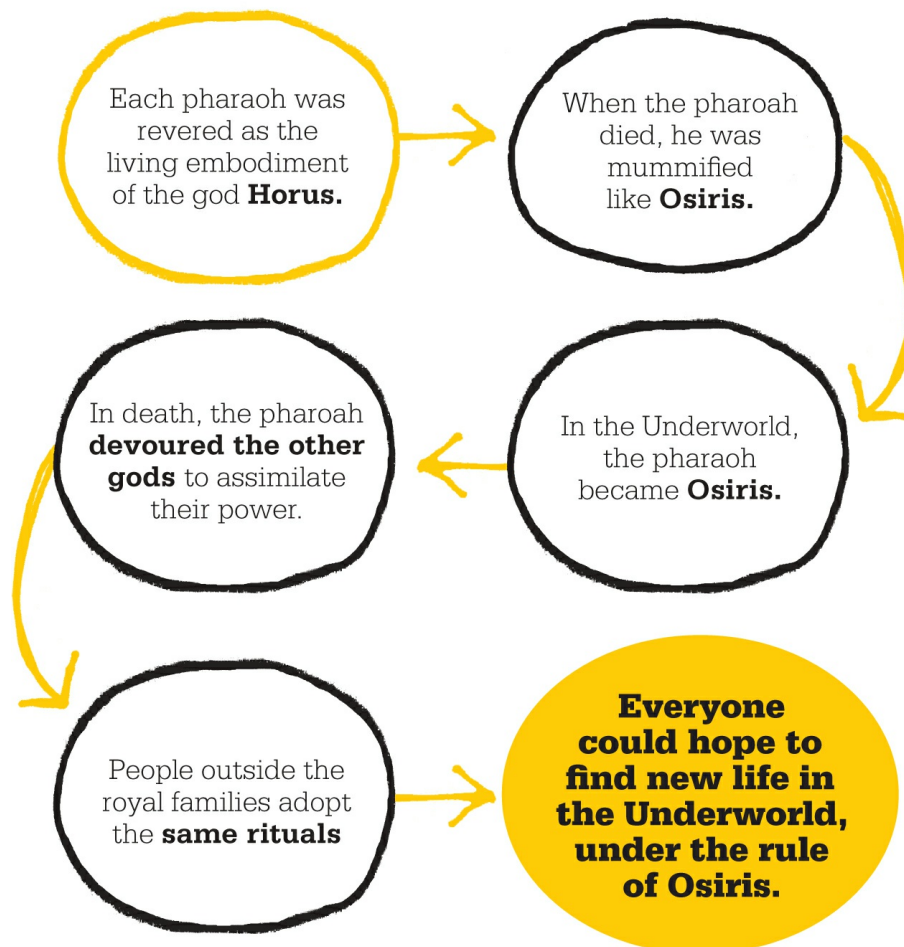 Each pharaoh was
revered as the
living embodiment
of the god Horus.
When the pharoah
died, he was
mummified
like Osiris.
In the Underworld,
the pharaoh
became Osiris.
In death, the pharoah
devoured the other
gods to assimilate
their power.
People outside the
royal families adopt
the same rituals
Everyone
could hope to
find new life in
the Underworld,
under the rule
of Osiris.